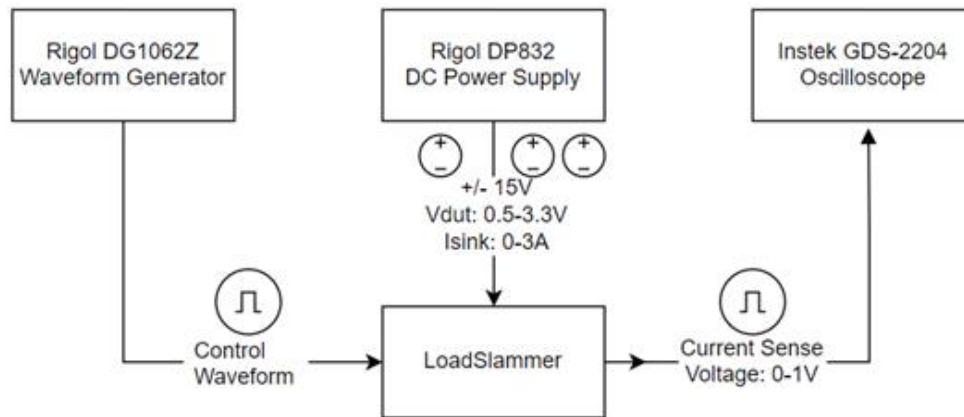 Rigol DG1062Z
Waveform Generator
Rigol DP832
DC Power Supply
Instek GDS-2204
Oscilloscope
+/- 15V
Vdut: 0.5-3.3V
Isink: 0-3A
Control
Waveform
LoadSlammer
Current Sense
Voltage: 0-1V